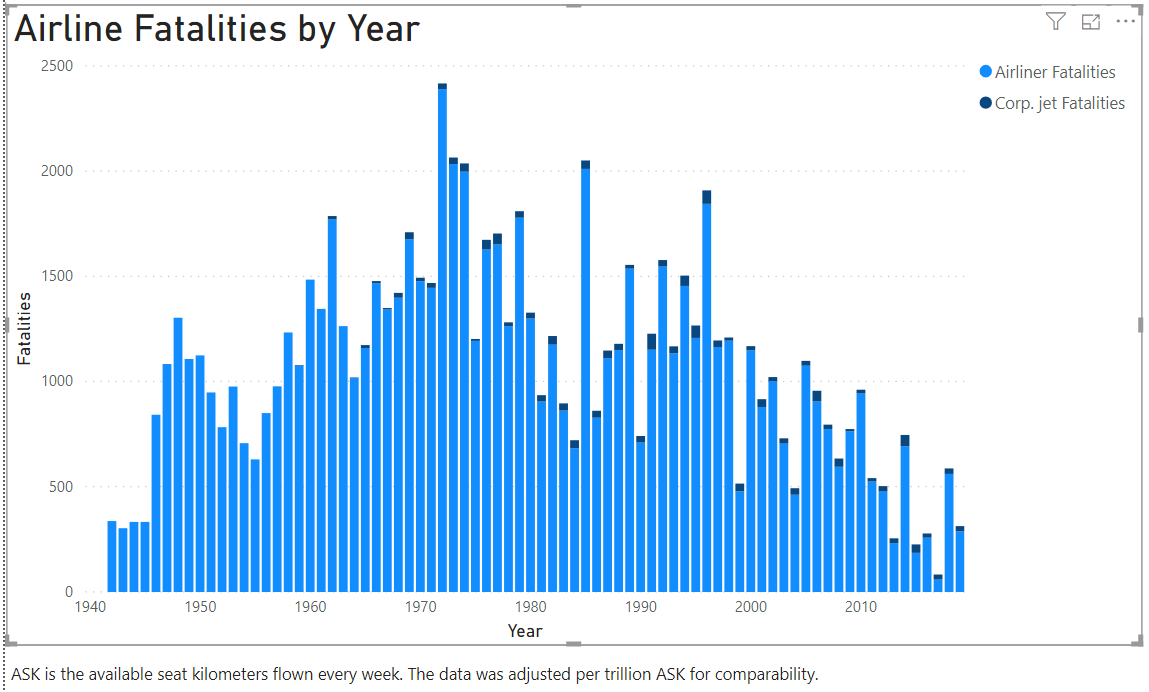 Airline Fatalities by Year
2500
Airliner Fatalities
Corp. jet Fatalities
2000
1500
Fatalities
1000
500
0
1940 1950 1960 1970 1980 1990 2000 2010
Year
ASK is the available seat kilometers flown every week. The data was adjusted per trillion ASK for comparability.